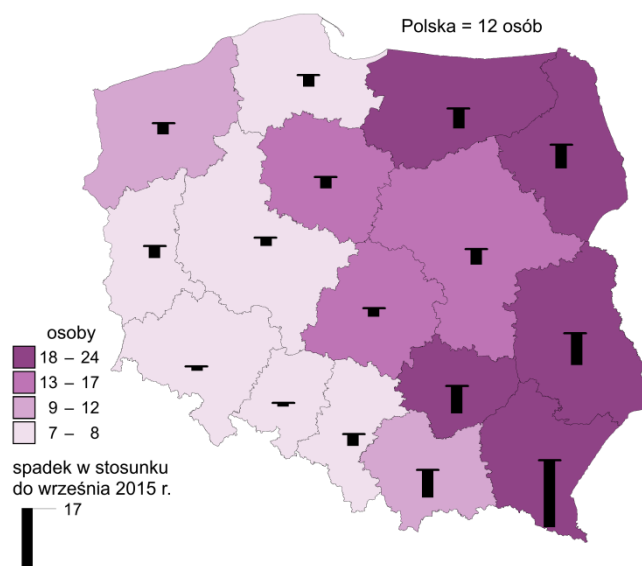 Polska = 12 osób
osoby
18 – 24
13 – 17
9 – 12
7 – 8
spadek w stosunku
do września 2015 r.
17